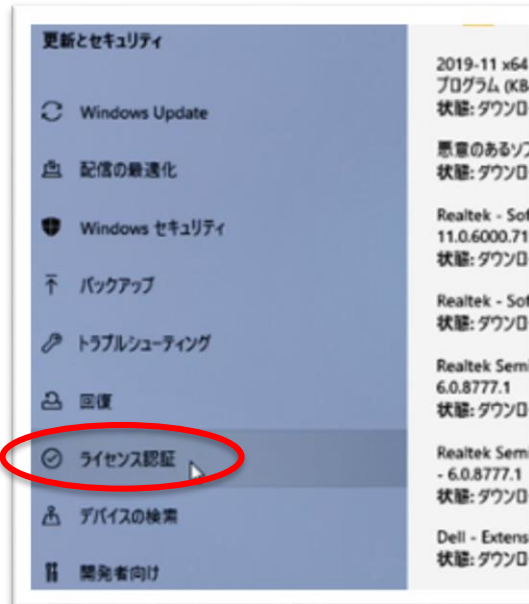 更新とセキュリティ
Windows Update
配信の最適化
Windows セキュリティ
バックアップ
トラブルシューティング
回復
ライセンス認証
デバイスの検索
開発者向け
2019-11 x64
プログラム (KB
状態: ダウンロ
悪意のあるソフ
状態: ダウンロ
Realtek - Sof
11.0.6000.71
状態: ダウンロ
Realtek - Sof
状態: ダウンロ
Realtek Semi
6.0.8777.1
状態: ダウンロ
Realtek Semi
- 6.0.8777.1
状態: ダウンロ
Dell - Extens
状態: ダウンロ